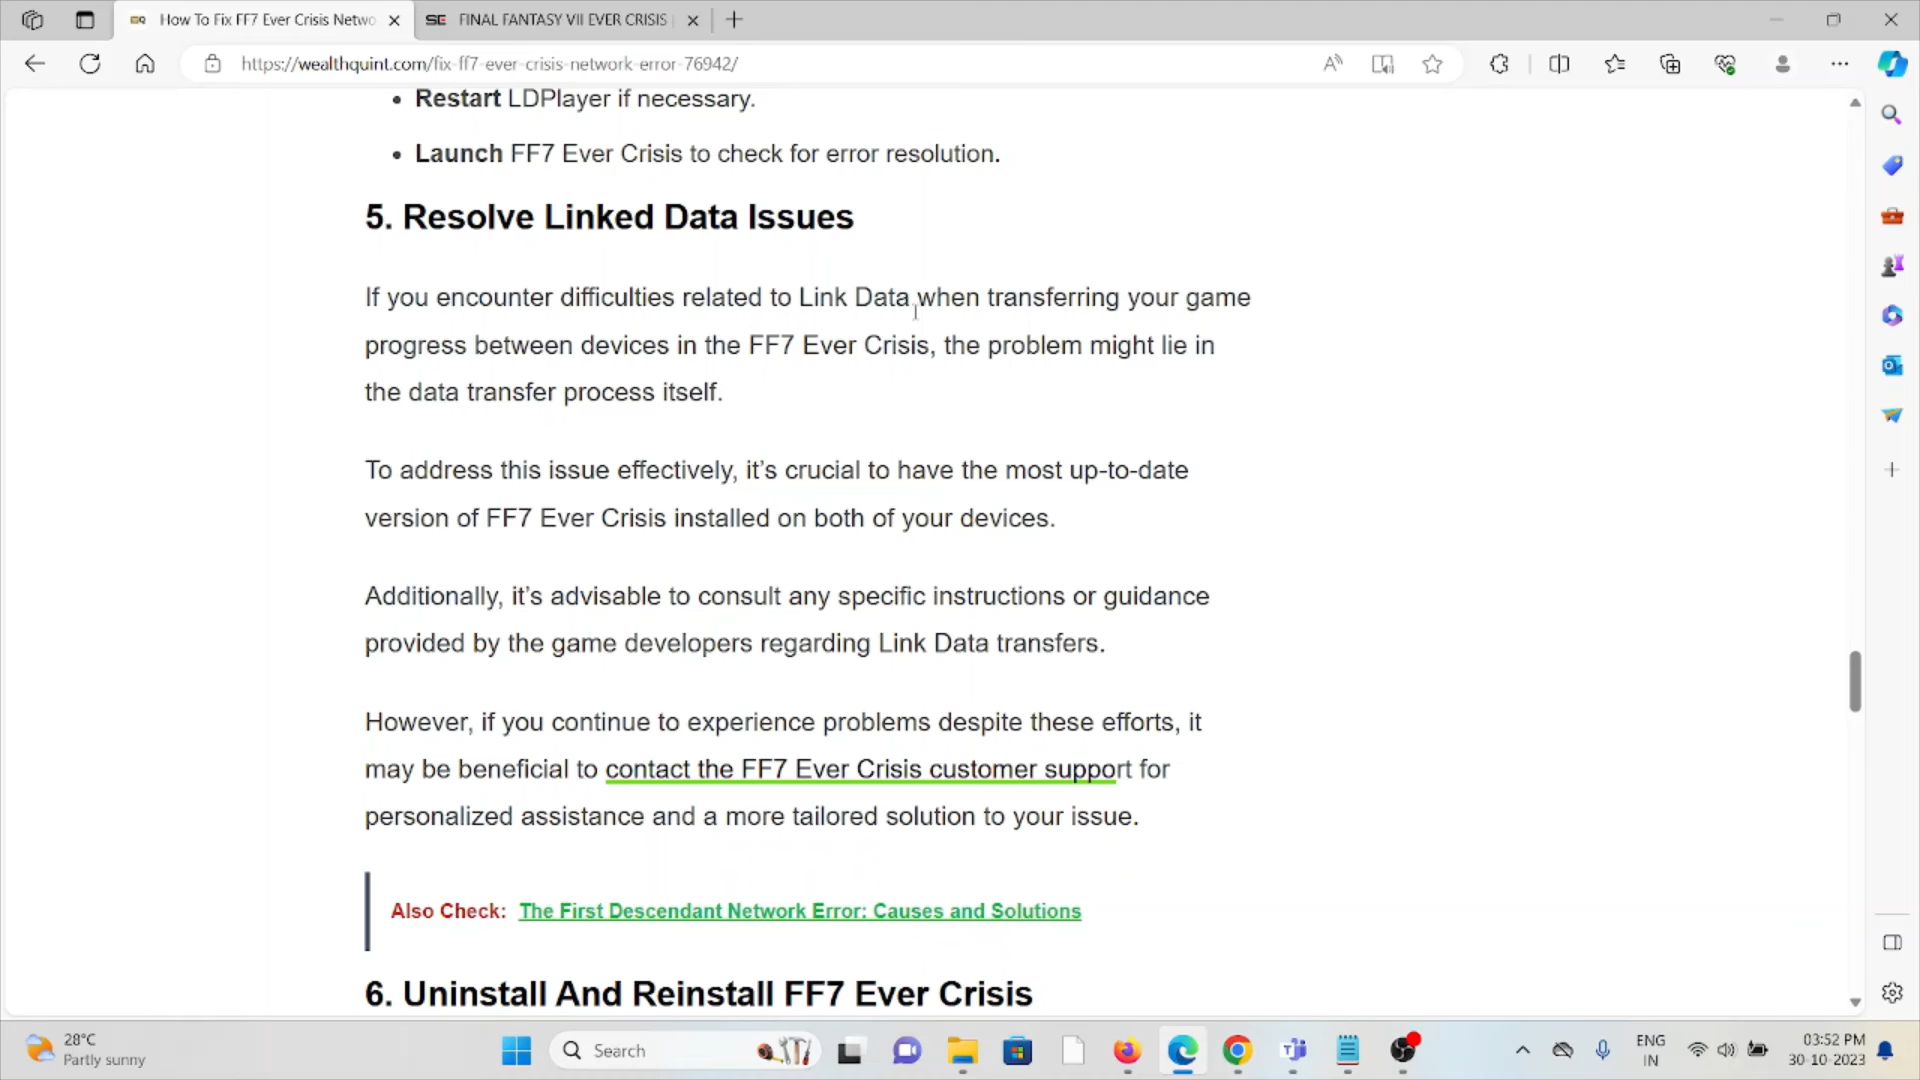 How To Fix FF7 Ever Crisis Netwo
SE FINAL FANTASY VII EVER CRISIS
https://wealthquint.com/fix-ff7-ever-crisis-network-error-76942/
• Restart LDPlayer if necessary.
• Launch FF7 Ever Crisis to check for error resolution.
5. Resolve Linked Data Issues
If you encounter difficulties related to Link Data when transferring your game
progress between devices in the FF7 Ever Crisis, the problem might lie in
the data transfer process itself.
To address this issue effectively, it's crucial to have the most up-to-date
version of FF7 Ever Crisis installed on both of your devices.
Additionally, it's advisable to consult any specific instructions or guidance
provided by the game developers regarding Link Data transfers.
However, if you continue to experience problems despite these efforts, it
may be beneficial to contact the FF7 Ever Crisis customer support for
personalized assistance and a more tailored solution to your issue.
Also Check: The First Descendant Network Error: Causes and Solutions
6. Uninstall And Reinstall FF7 Ever Crisis
28°C
Partly sunny
Search
ENG
IN
03:52 PM
30-10-2023